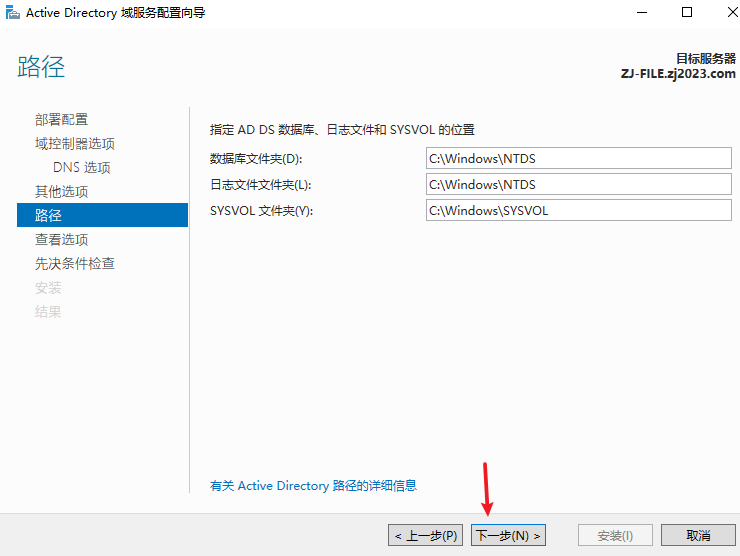 Active Directory 域服务配置向导
路径
目标服务器
ZJ-FILE.zj2023.com
部署配置
域控制器选项
DNS 选项
其他选项
路径
查看选项
先决条件检查
安装
结果
指定 AD DS 数据库、日志文件和 SYSVOL 的位置
数据库文件夹(D): C:\Windows\NTDS
日志文件文件夹(L): C:\Windows\NTDS
SYSVOL 文件夹(Y): C:\Windows\SYSVOL
有关 Active Directory 路径的详细信息
< 上一步(P) 下一步(N) > 安装(I) 取消